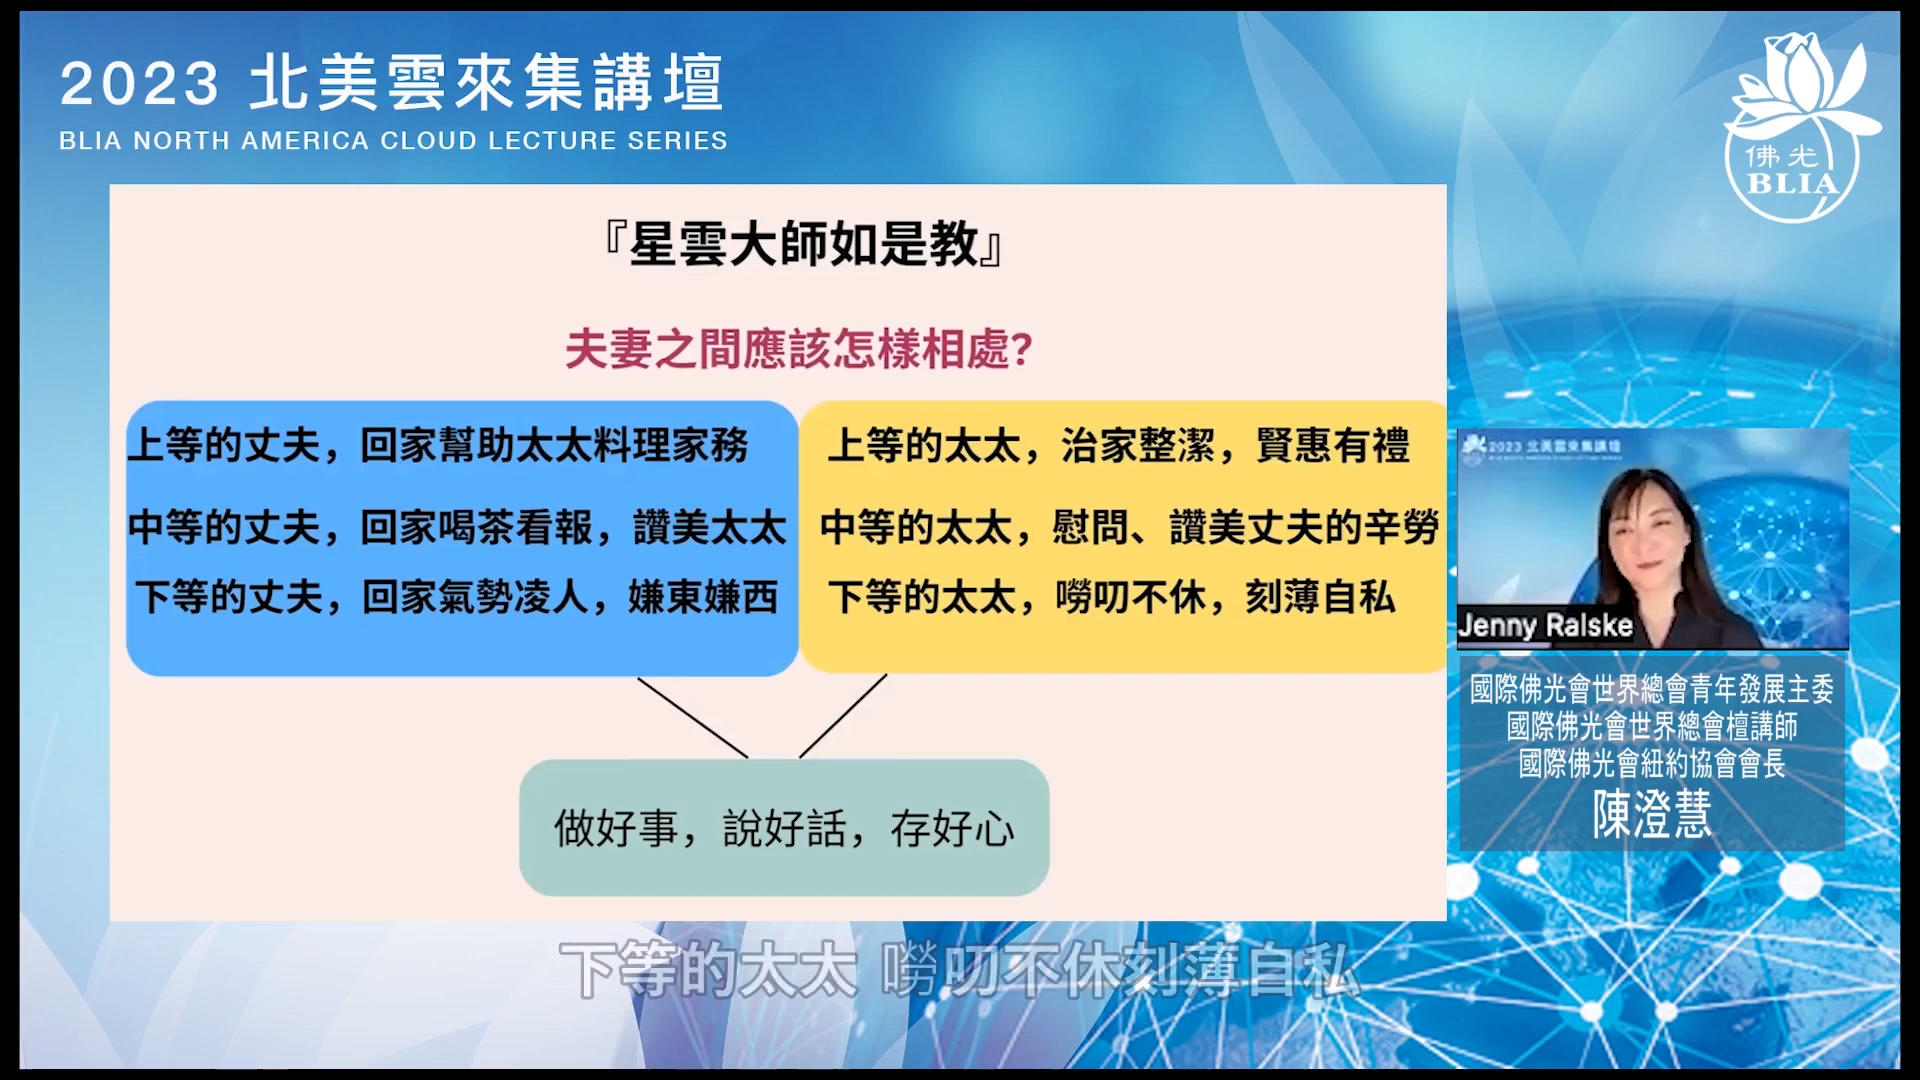 2023 北美雲來集講壇
BLIA NORTH AMERICA CLOUD LECTURE SERIES
佛光
BLIA
『星雲大師如是教』
夫妻之間應該怎樣相處?
上等的丈夫，回家幫助太太料理家務
中等的丈夫，回家喝茶看報，讚美太太
下等的丈夫，回家氣勢凌人，嫌東嫌西
上等的太太，治家整潔，賢惠有禮
中等的太太，慰問、讚美丈夫的辛勞
下等的太太，嘮叨不休，刻薄自私
做好事，說好話，存好心
2023 北美雲來集講壇
Jenny Ralske
國際佛光會世界總會青年發展主委
國際佛光會世界總會檀講師
國際佛光會紐約協會會長
陳澄慧
下等的太太 嘮叨不休刻薄自私